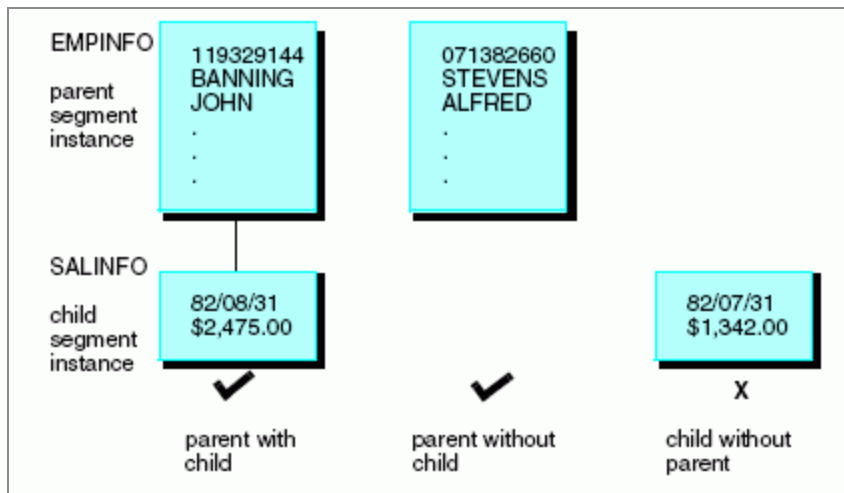 EMPINFO
parent
segment
instance
119329144
BANNING
JOHN
.
.
.
071382660
STEVENS
ALFRED
.
.
.
SALINFO
child
segment
instance
82/08/31
$2,475.00
82/07/31
$1,342.00
X
parent with
child
parent without
child
child without
parent